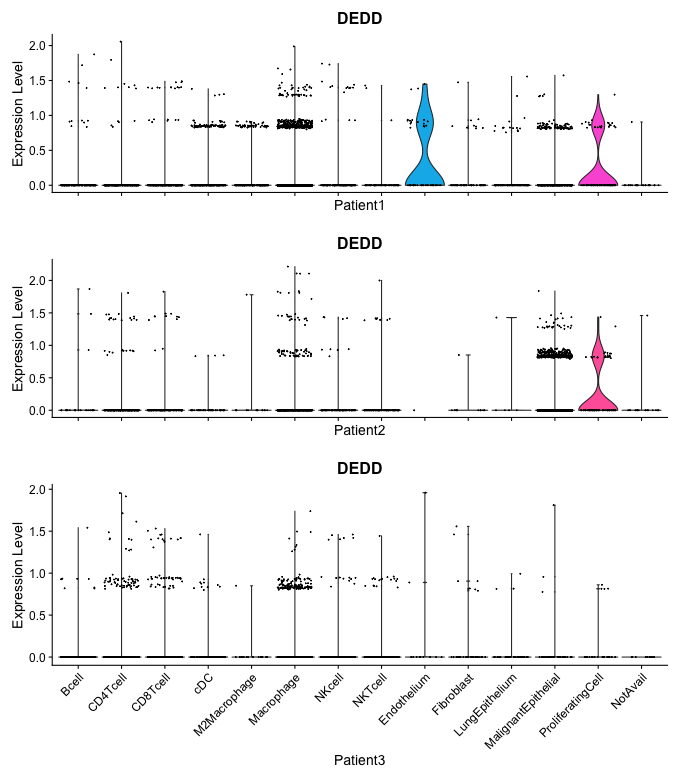 DEDD
Expression Level
2.0
1.5
1.0
0.5
0.0
Patient1
DEDD
Expression Level
2.0
1.5
1.0
0.5
0.0
Patient2
DEDD
Expression Level
2.0
1.5
1.0
0.5
0.0
Bcell
CD4Tcell
CD8Tcell
cDC
M2Macrophage
Macrophage
NKcell
NKTcell
Endothelium
Fibroblast
LungEpithelium
MalignantEpithelial
ProliferatingCell
NotAvail
Patient3